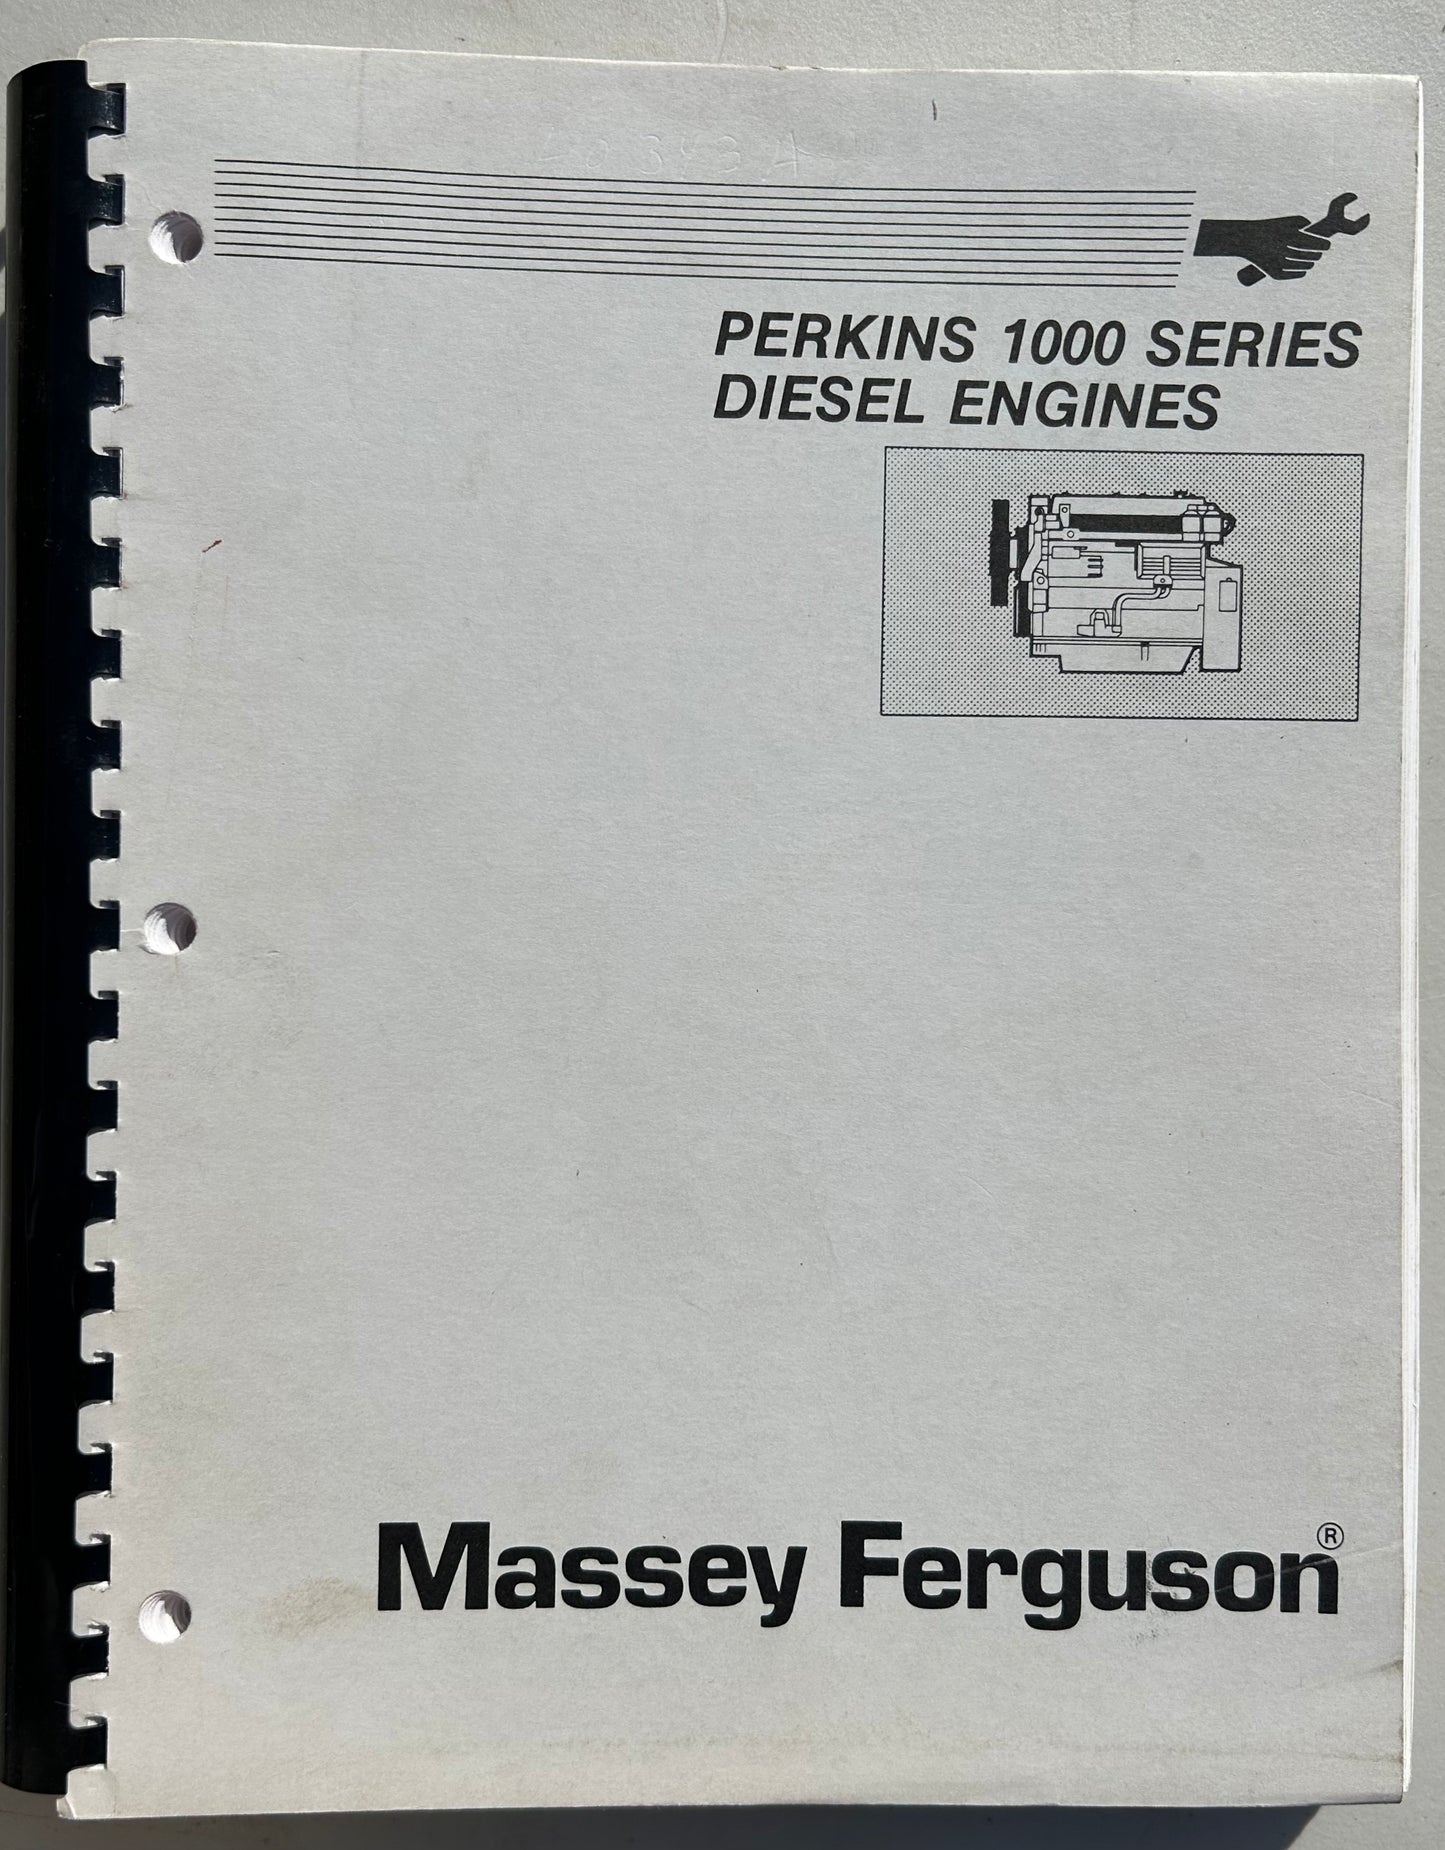 PERKINS 1000 SERIES
DIESEL ENGINES
Massey Ferguson®